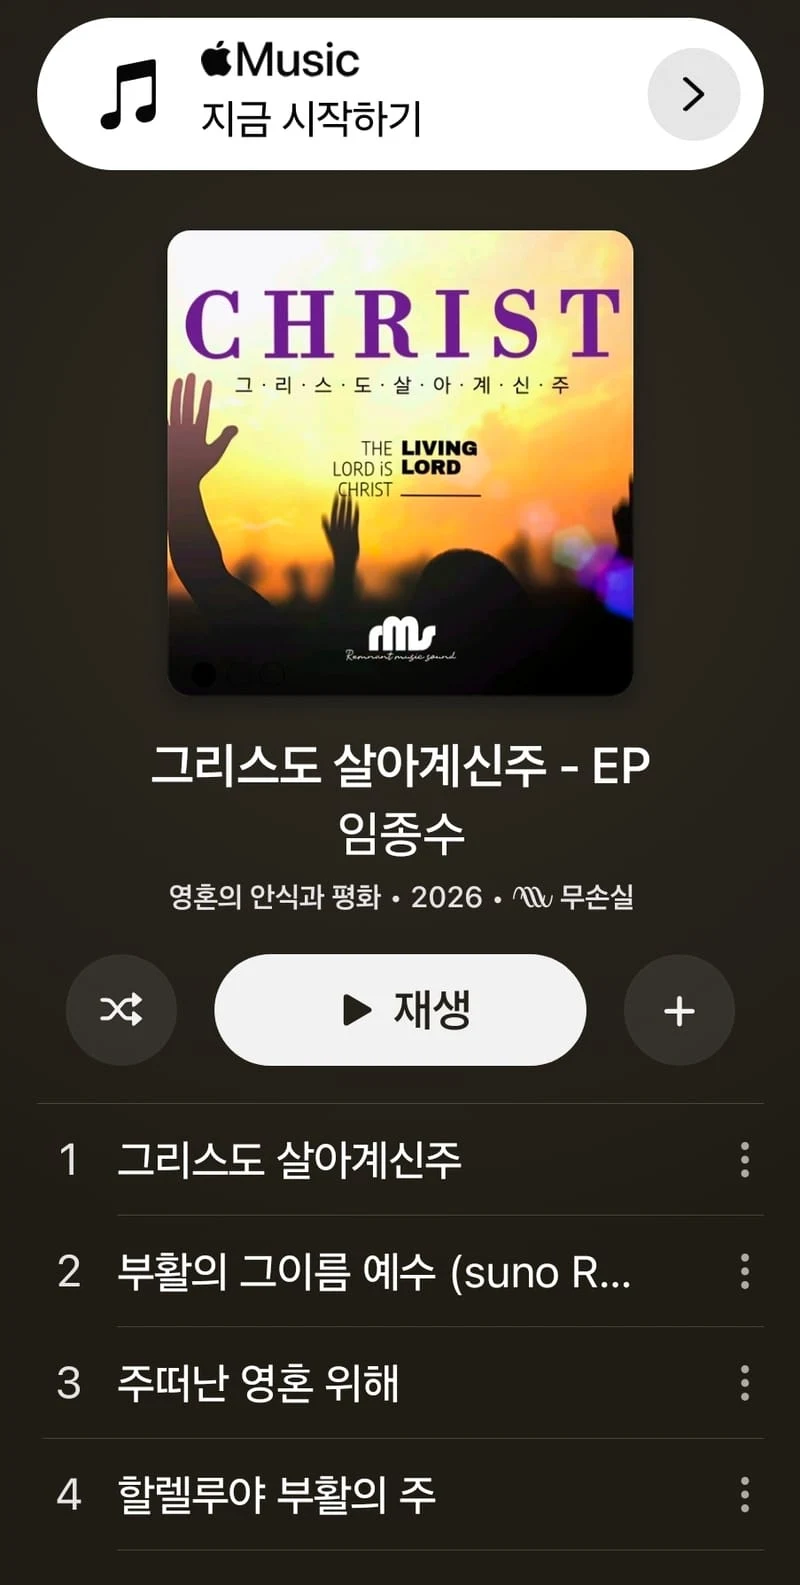 Music
지금 시작하기
CHRIST
그·리·스·도·살·아·계·신·주
THE LIVING
LORD iS LORD
CHRIST
rms
Remnant music sound
그리스도 살아계신주 - EP
임종수
영혼의 안식과 평화 • 2026 • 무손실
재생
1 그리스도 살아계신주
2 부활의 그이름 예수 (suno R...
3 주떠난 영혼 위해
4 할렐루야 부활의 주